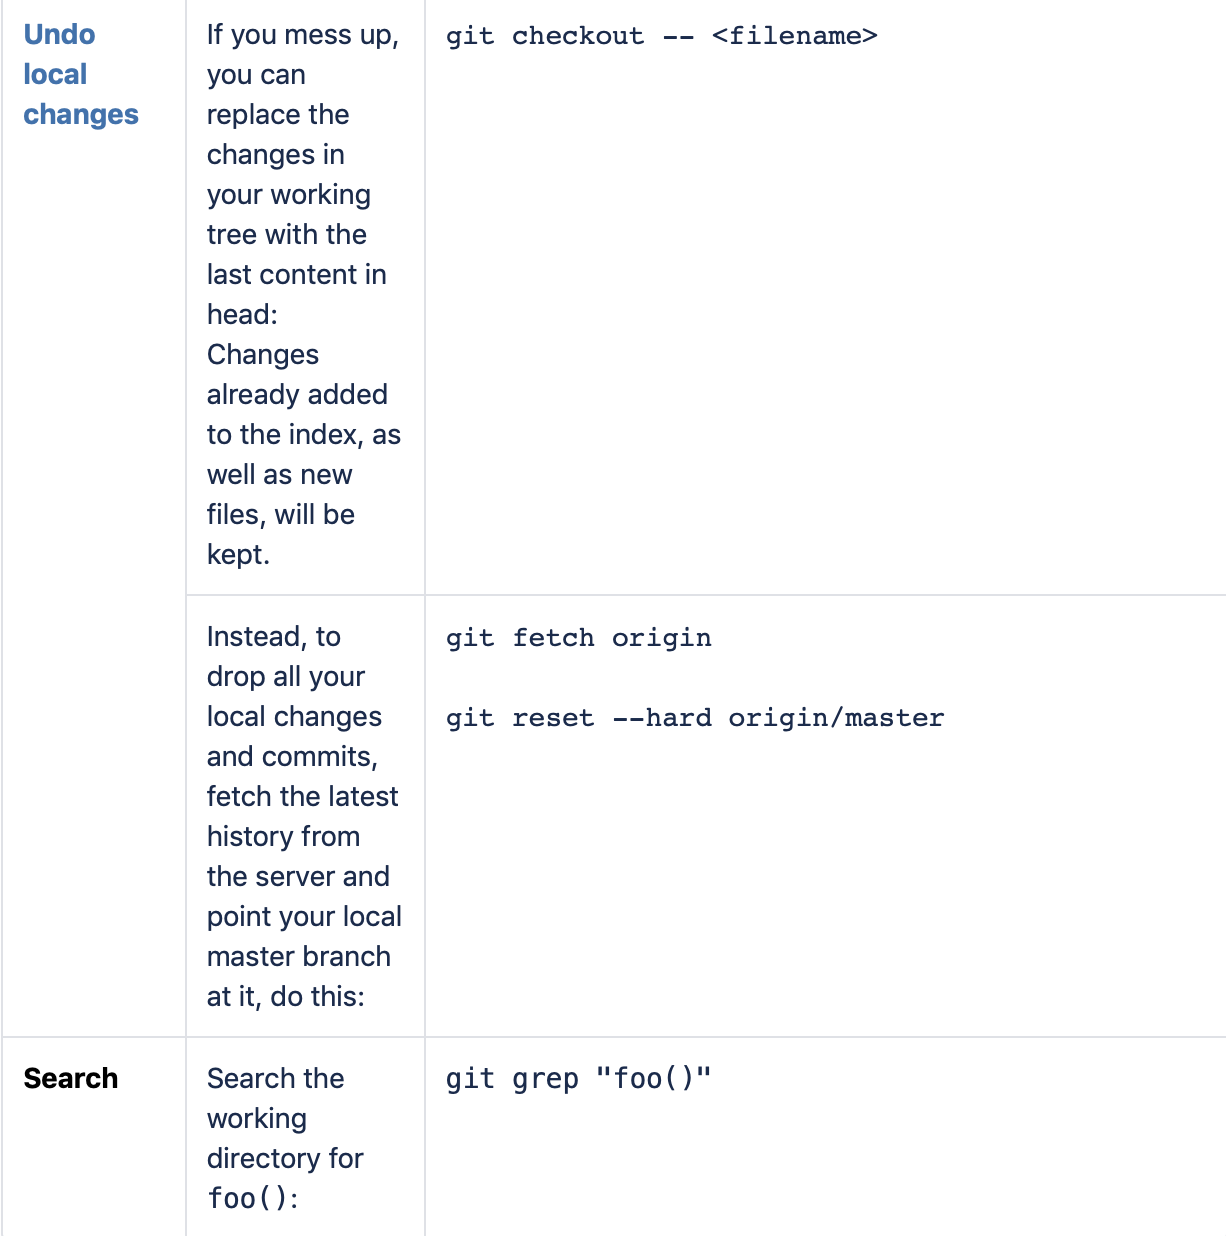 Undo
local
changes
If you mess up,
you can
replace the
changes in
your working
tree with the
last content in
head:
Changes
already added
to the index, as
well as new
files, will be
kept.
git checkout -- <filename>
Instead, to
drop all your
local changes
and commits,
fetch the latest
history from
the server and
point your local
master branch
at it, do this:
git fetch origin
git reset --hard origin/master
Search
Search the
working
directory for
foo():
git grep "foo()"